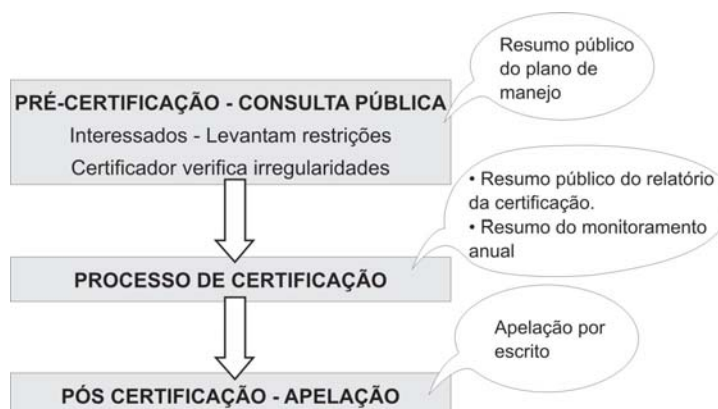 Resumo público
do plano de
manejo
PRÉ-CERTIFICAÇÃO - CONSULTA PÚBLICA
Interessados - Levantam restrições
Certificador verifica irregularidades
• Resumo público do relatório
da certificação.
• Resumo do monitoramento
anual
PROCESSO DE CERTIFICAÇÃO
Apelação por
escrito
PÓS CERTIFICAÇÃO - APELAÇÃO